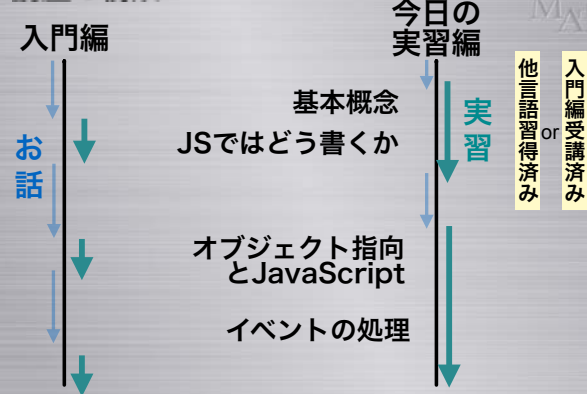 入門編
今日の
実習編
お
話
基本概念
JSではどう書くか
実
習
オブジェクト指向
とJavaScript
イベントの処理
他言語習得済み
or
入門編受講済み